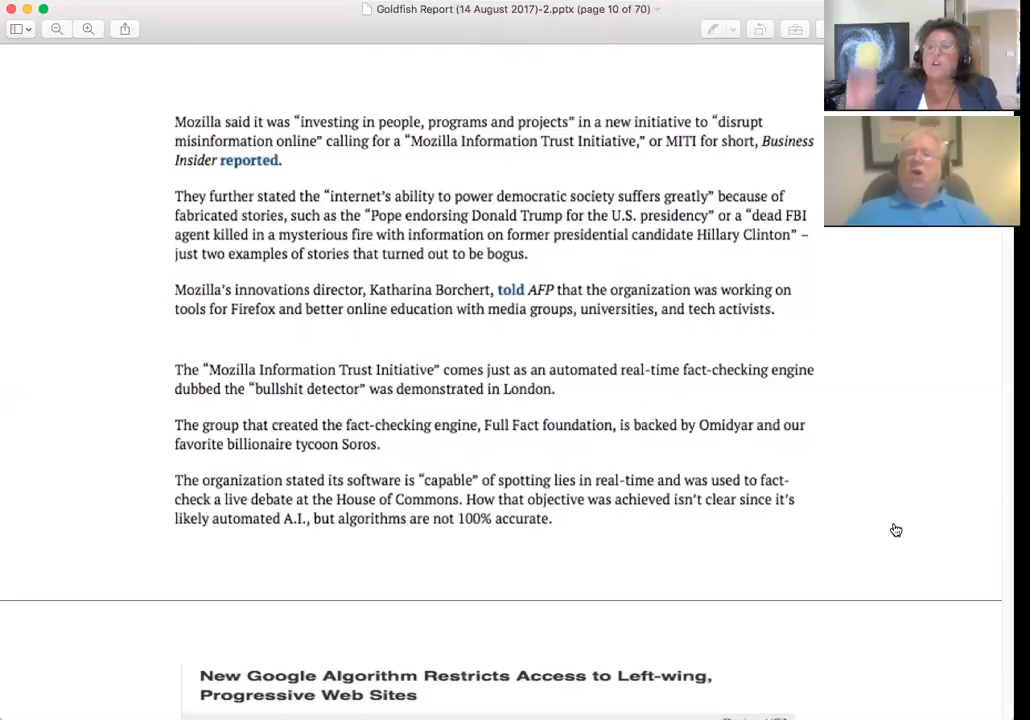 Goldfish Report (14 August 2017)-2.pptx (page 10 of 70)
Mozilla said it was “investing in people, programs and projects” in a new initiative to “disrupt
misinformation online” calling for a “Mozilla Information Trust Initiative,” or MITI for short, Business
Insider reported.
They further stated the “internet’s ability to power democratic society suffers greatly” because of
fabricated stories, such as the “Pope endorsing Donald Trump for the U.S. presidency” or a “dead FBI
agent killed in a mysterious fire with information on former presidential candidate Hillary Clinton” –
just two examples of stories that turned out to be bogus.
Mozilla’s innovations director, Katharina Borchert, told AFP that the organization was working on
tools for Firefox and better online education with media groups, universities, and tech activists.
The “Mozilla Information Trust Initiative” comes just as an automated real-time fact-checking engine
dubbed the “bullshit detector” was demonstrated in London.
The group that created the fact-checking engine, Full Fact foundation, is backed by Omidyar and our
favorite billionaire tycoon Soros.
The organization stated its software is “capable” of spotting lies in real-time and was used to fact-
check a live debate at the House of Commons. How that objective was achieved isn’t clear since it’s
likely automated A.I., but algorithms are not 100% accurate.
New Google Algorithm Restricts Access to Left-wing,
Progressive Web Sites